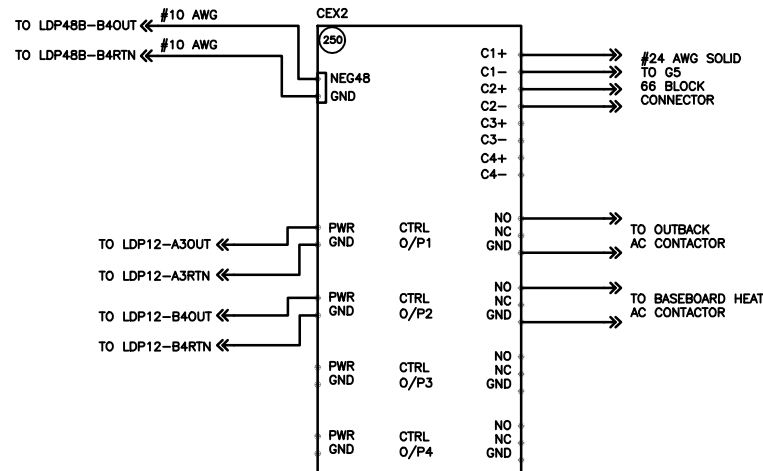 CEX2
250
TO LDP48B-B4OUT
#10 AWG
TO LDP48B-B4RTN
#10 AWG
NEG48
GND
C1+
C1-
C2+
C2-
C3+
C3-
C4+
C4-
#24 AWG SOLID
TO G5
66 BLOCK
CONNECTOR
TO LDP12-A3OUT
TO LDP12-A3RTN
PWR
GND
CTRL
O/P1
NO
NC
GND
TO OUTBACK
AC CONTACTOR
TO LDP12-B4OUT
TO LDP12-B4RTN
PWR
GND
CTRL
O/P2
NO
NC
GND
TO BASEBOARD HEAT
AC CONTACTOR
PWR
GND
CTRL
O/P3
NO
NC
GND
PWR
GND
CTRL
O/P4
NO
NC
GND